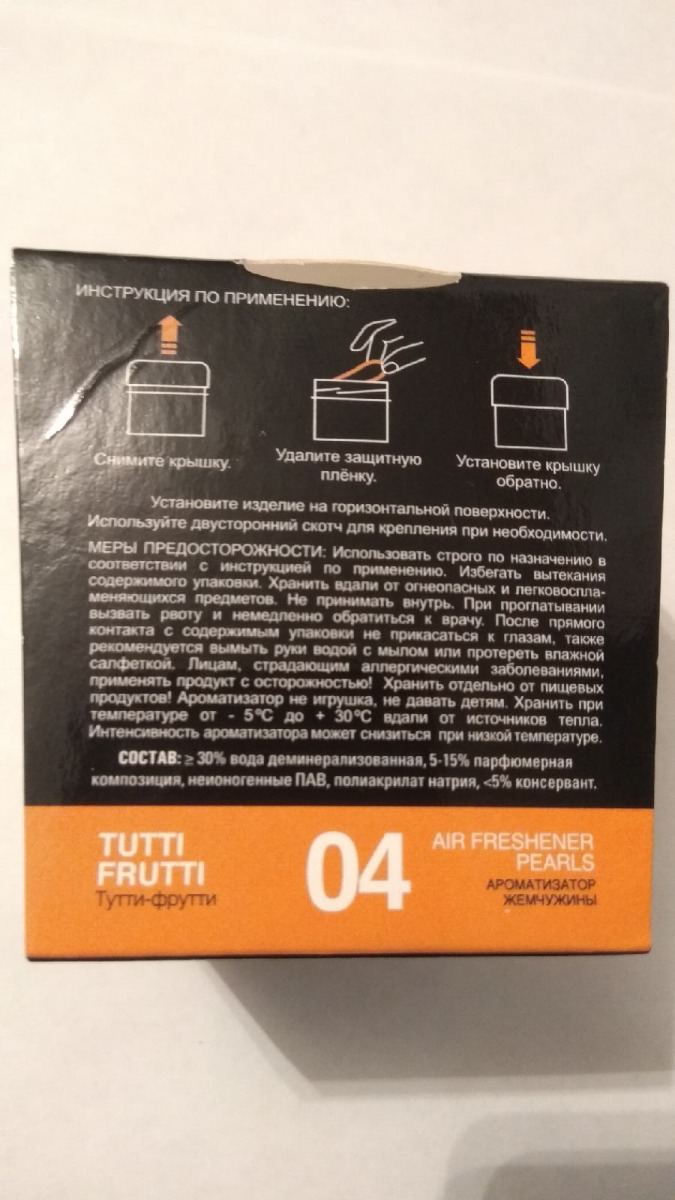 ИНСТРУКЦИЯ ПО ПРИМЕНЕНИЮ:
Снимите крышку.
Удалите защитную
плёнку.
Установите крышку
обратно.
Установите изделие на горизонтальной поверхности.
Используйте двусторонний скотч для крепления при необходимости.
МЕРЫ ПРЕДОСТОРОЖНОСТИ: Использовать строго по назначению в
соответствии с инструкцией по применению. Избегать вытекания
содержимого упаковки. Хранить вдали от огнеопасных и легковоспла-
меняющихся предметов. Не принимать внутрь. При проглатывании
вызвать рвоту и немедленно обратиться к врачу. После прямого
контакта с содержимым упаковки не прикасаться к глазам, также
рекомендуется вымыть руки водой с мылом или протереть влажной
салфеткой. Лицам, страдающим аллергическими заболеваниями,
применять продукт с осторожностью! Хранить отдельно от пищевых
продуктов! Ароматизатор не игрушка, не давать детям. Хранить при
температуре от - 5°C до + 30°C вдали от источников тепла.
Интенсивность ароматизатора может снизиться при низкой температуре.
СОСТАВ: ≥ 30% вода деминерализованная, 5-15% парфюмерная
композиция, неионогенные ПАВ, полиакрилат натрия, <5% консервант.
TUTTI
FRUTTI
Тутти-фрутти
04
AIR FRESHENER
PEARLS
АРОМАТИЗАТОР
ЖЕМЧУЖИНЫ